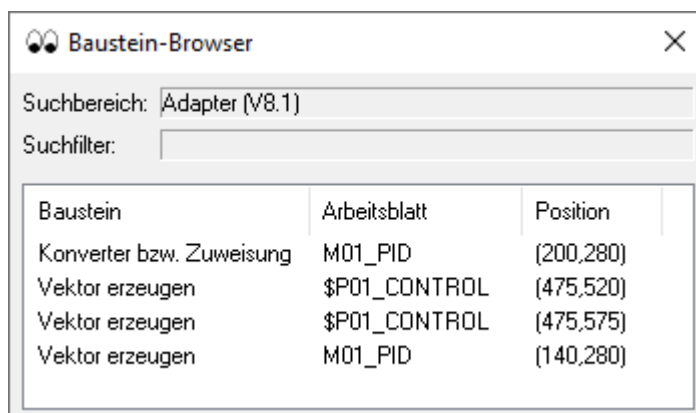 Baustein-Browser
Suchbereich: Adapter (V8.1)
Suchfilter:
Baustein Arbeitsblatt Position
Konverter bzw. Zuweisung M01_PID (200,280)
Vektor erzeugen $P01_CONTROL (475,520)
Vektor erzeugen $P01_CONTROL (475,575)
Vektor erzeugen M01_PID (140,280)